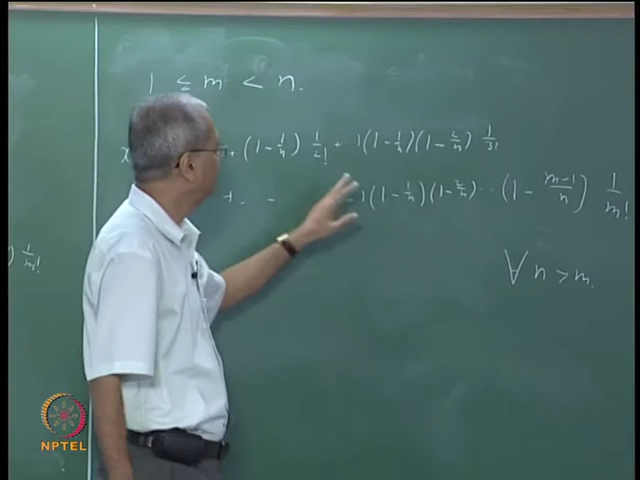 1 ≤ m < n.
x + (1 - 1/n) 1/2! + 1(1 - 1/n)(1 - 2/n) 1/3!
+ . - 1(1 - 1/n)(1 - 2/n) ... (1 - (m-1)/n) 1/m!
) 1/m!
∀ n > m.
NPTEL